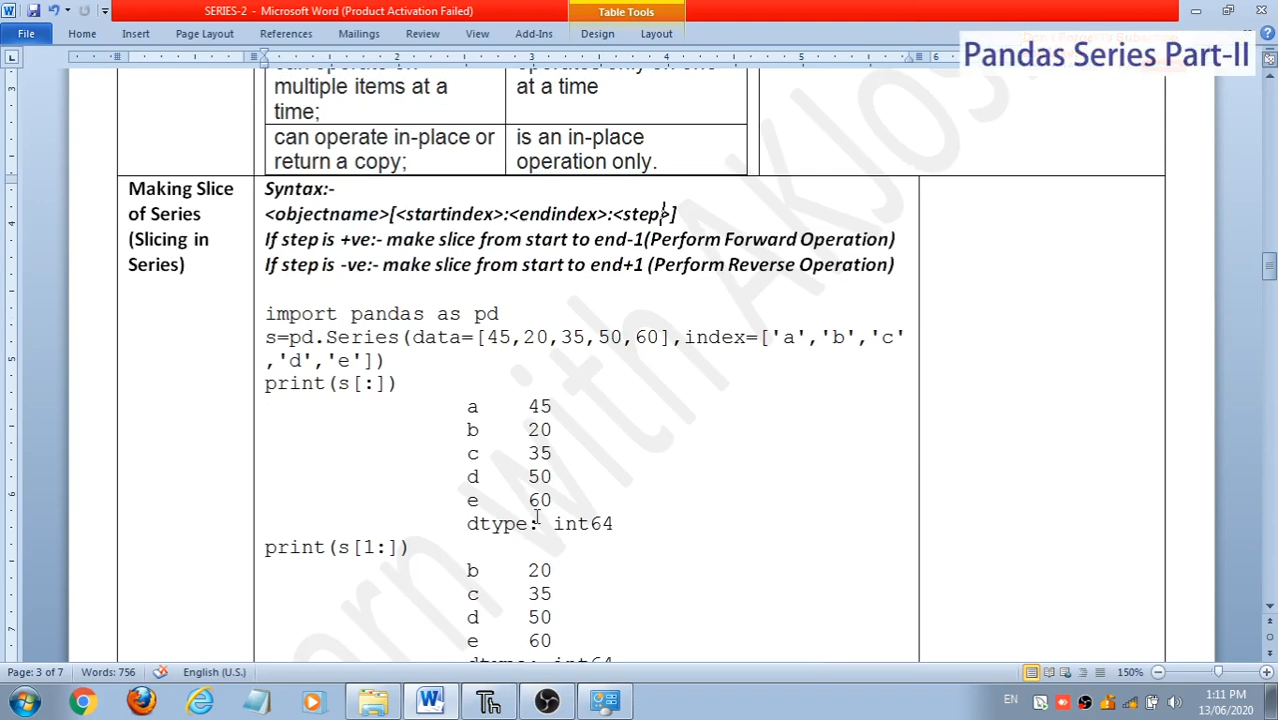 SERIES-2 - Microsoft Word (Product Activation Failed)
Table Tools
File Home Insert Page Layout References Mailings Review View Add-Ins Design Layout
Pandas Series Part-II
multiple items at a
time;
at a time
can operate in-place or
return a copy;
is an in-place
operation only.
Making Slice
of Series
(Slicing in
Series)
Syntax:-
<objectname>[<startindex>:<endindex>:<step>]
If step is +ve:- make slice from start to end-1(Perform Forward Operation)
If step is -ve:- make slice from start to end+1 (Perform Reverse Operation)
import pandas as pd
s=pd.Series(data=[45,20,35,50,60],index=['a','b','c'
,'d','e'])
print(s[:])
a 45
b 20
c 35
d 50
e 60
dtype: int64
print(s[1:])
b 20
c 35
d 50
e 60
Page: 3 of 7 Words: 756 English (U.S.) 150%
EN 1:11 PM
13/06/2020